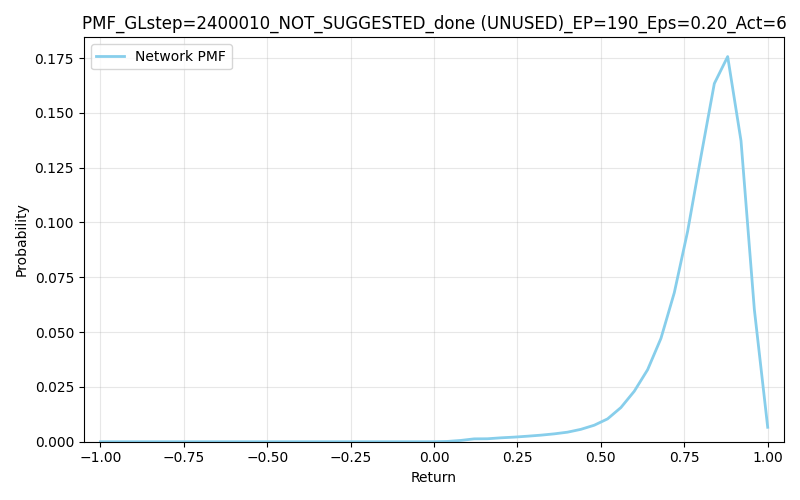 PMF_GLstep=2400010_NOT_SUGGESTED_done (UNUSED)_EP=190_Eps=0.20_Act=6
Network PMF
0.175
0.150
0.125
0.100
0.075
0.050
0.025
0.000
Probability
−1.00 −0.75 −0.50 −0.25 0.00 0.25 0.50 0.75 1.00
Return